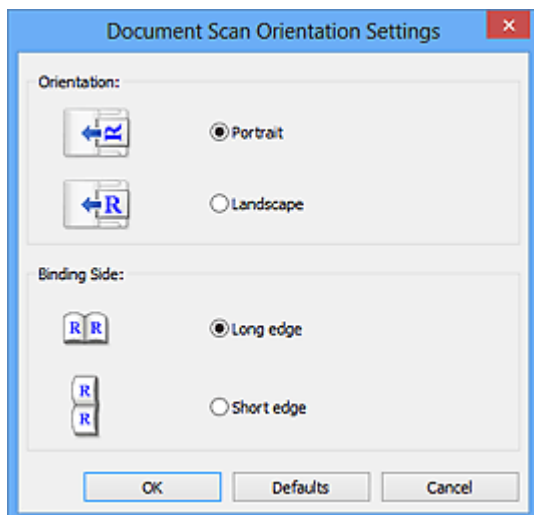 Document Scan Orientation Settings
Orientation:
R
Portrait
R
Landscape
Binding Side:
R R
Long edge
R
R
Short edge
OK Defaults Cancel